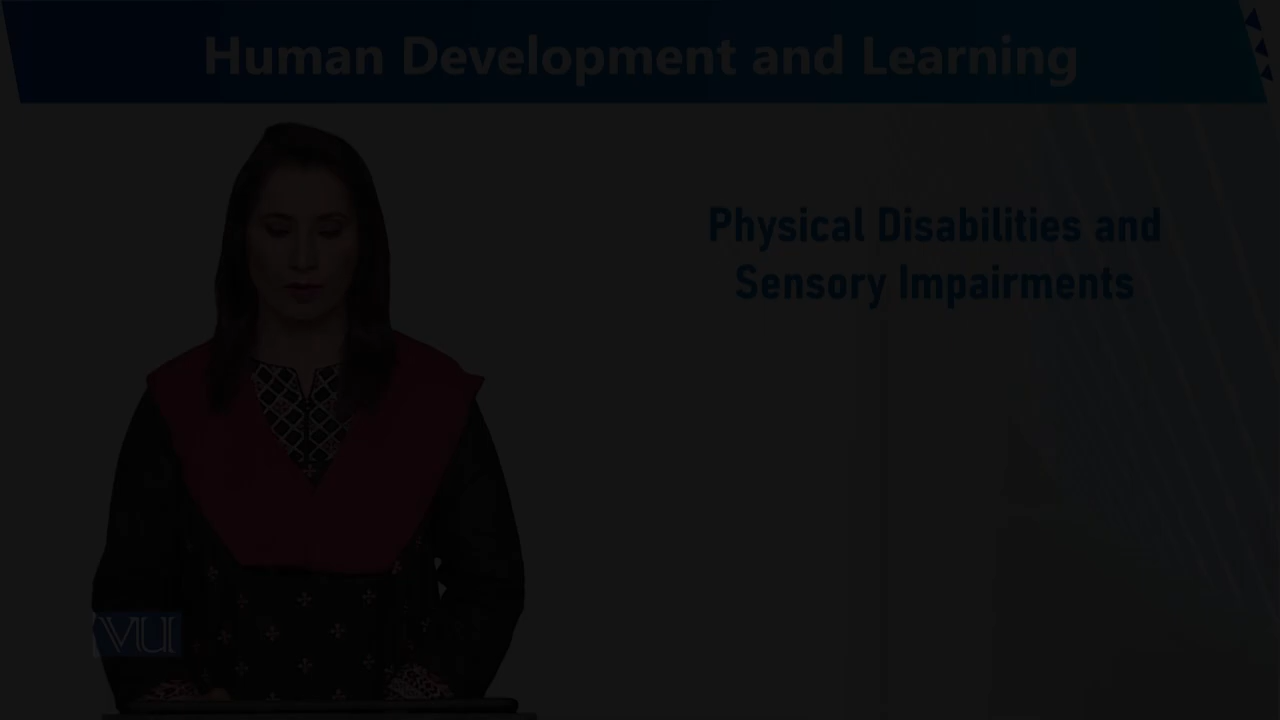 Human Development and Learning
Physical Disabilities and
Sensory Impairments
VU